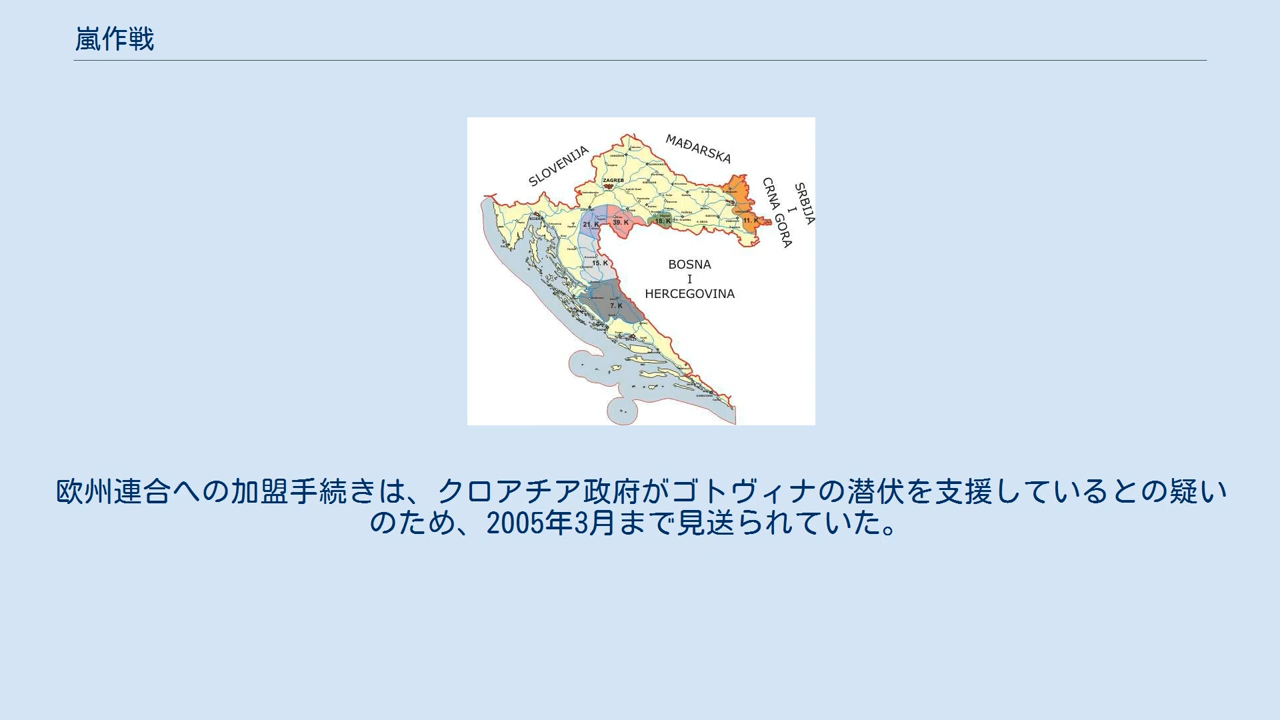 嵐作戦
SLOVENIJA
MAĐARSKA
SRBIJA
I
CRNA GORA
ZAGREB
21. K
39. K
18. K
11. K
15. K
7. K
BOSNA
I
HERCEGOVINA
欧州連合への加盟手続きは、クロアチア政府がゴトヴィナの潜伏を支援しているとの疑い
のため、2005年3月まで見送られていた。